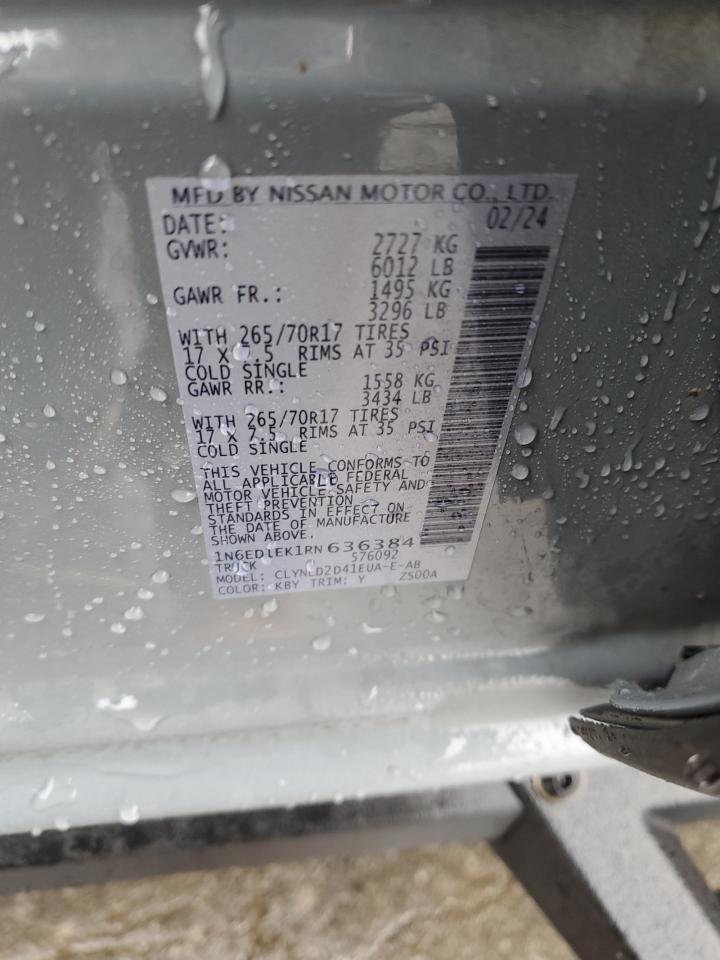 MFD BY NISSAN MOTOR CO., LTD.
DATE: 02/24
GVWR: 2727 KG
6012 LB
GAWR FR.: 1495 KG
3296 LB
WITH 265/70R17 TIRES
17 X 7.5 RIMS AT 35 PSI
COLD SINGLE
GAWR RR.: 1558 KG
3434 LB
WITH 265/70R17 TIRES
17 X 7.5 RIMS AT 35 PSI
COLD SINGLE
THIS VEHICLE CONFORMS TO
ALL APPLICABLE FEDERAL
MOTOR VEHICLE SAFETY AND
THEFT PREVENTION
STANDARDS IN EFFECT ON
THE DATE OF MANUFACTURE
SHOWN ABOVE.
1N6ED1EK1RN636384
TRUCK 576092
MODEL: CLYNLD2D41EUA-E-AB
COLOR: KBY TRIM: Y ZS00A